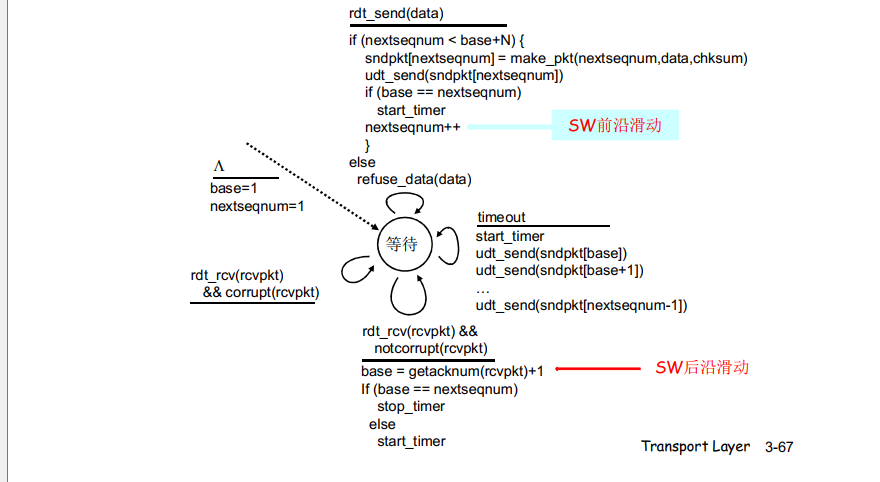 rdt_send(data)
if (nextseqnum < base+N) {
sndpkt[nextseqnum] = make_pkt(nextseqnum,data,chksum)
udt_send(sndpkt[nextseqnum])
if (base == nextseqnum)
start_timer
nextseqnum++
SW前沿滑动
}
else
refuse_data(data)
Λ
base=1
nextseqnum=1
等待
timeout
start_timer
udt_send(sndpkt[base])
udt_send(sndpkt[base+1])
…
udt_send(sndpkt[nextseqnum-1])
rdt_rcv(rcvpkt)
&& corrupt(rcvpkt)
rdt_rcv(rcvpkt) &&
notcorrupt(rcvpkt)
base = getacknum(rcvpkt)+1
SW后沿滑动
If (base == nextseqnum)
stop_timer
else
start_timer
Transport Layer 3-67